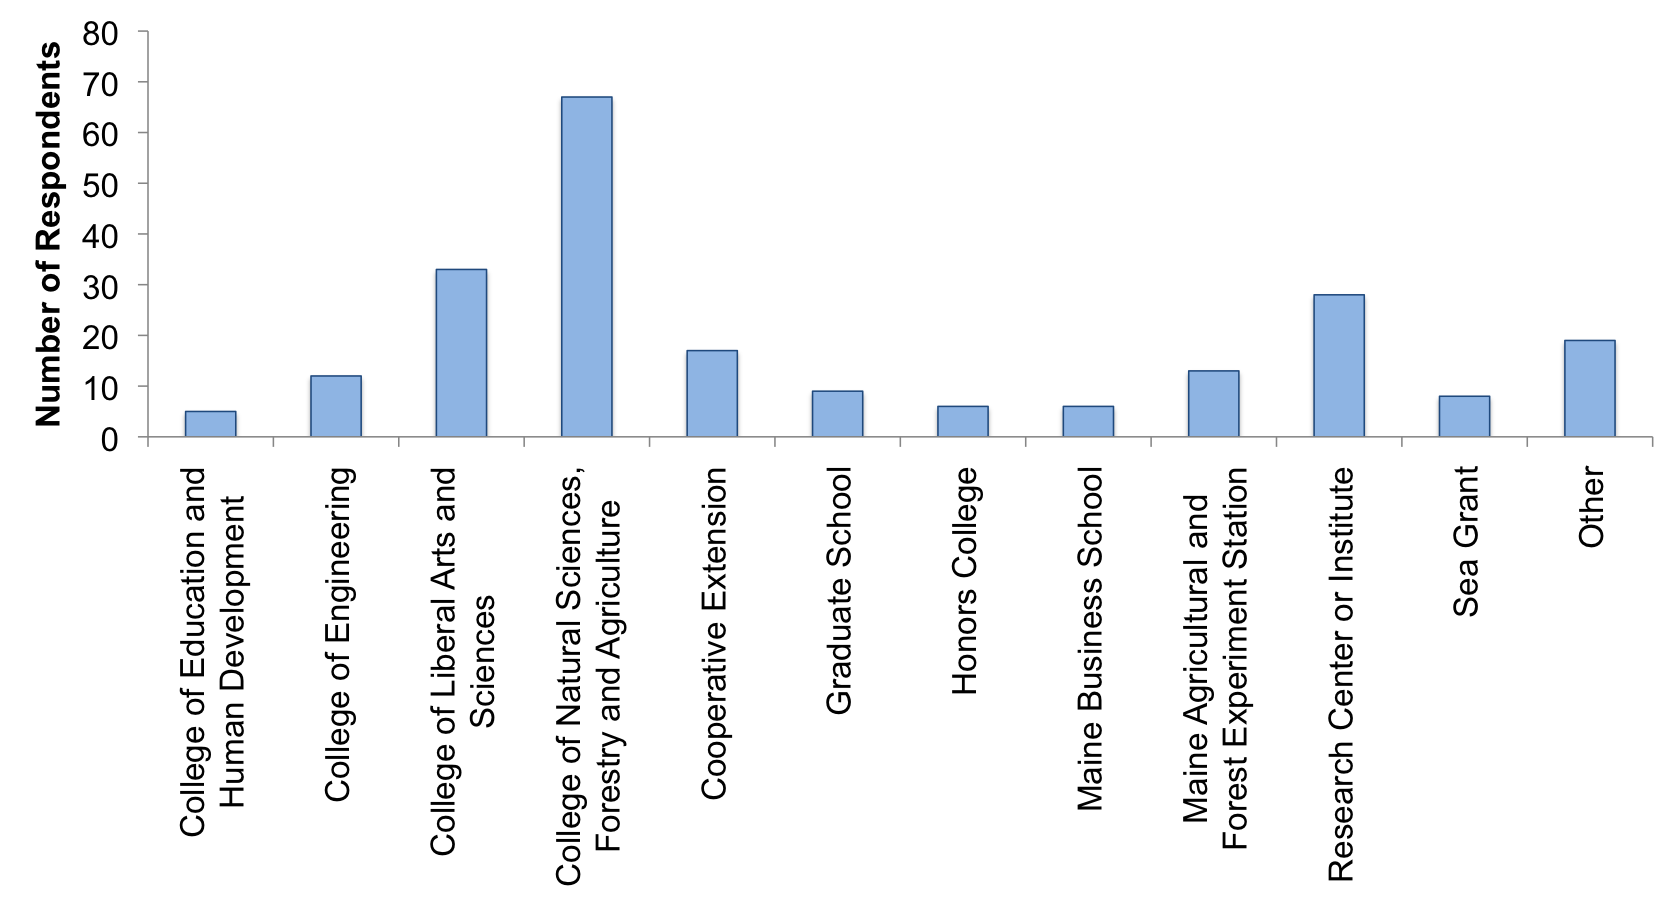 Number of Respondents
80
70
60
50
40
30
20
10
0
College of Education and
Human Development
College of Engineering
College of Liberal Arts and
Sciences
College of Natural Sciences,
Forestry and Agriculture
Cooperative Extension
Graduate School
Honors College
Maine Business School
Maine Agricultural and
Forest Experiment Station
Research Center or Institute
Sea Grant
Other